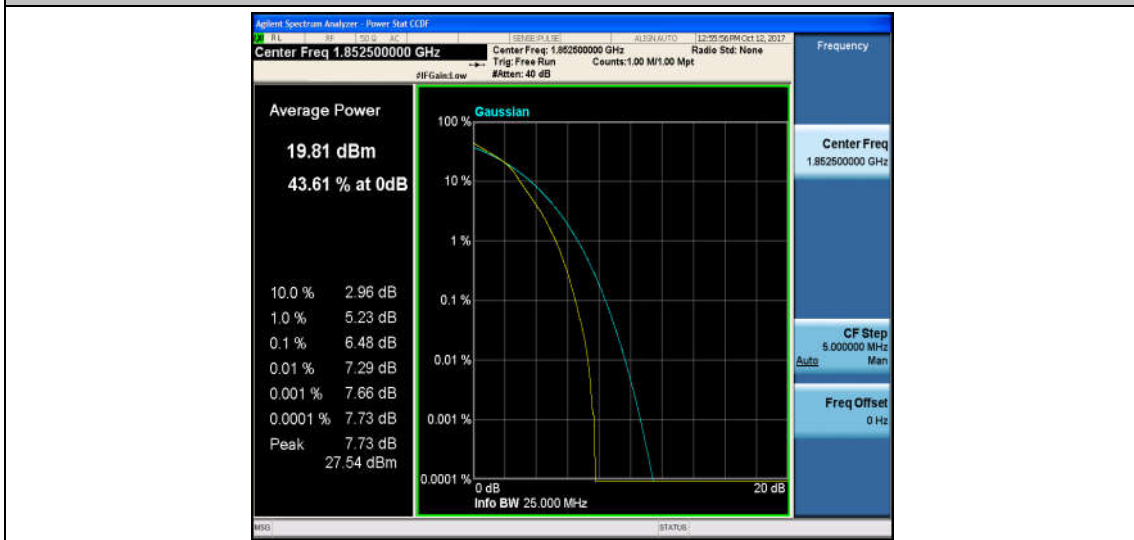 Agilent Spectrum Analyzer - Power Stat CCDF
RL RF 50 Ω AC SENSE:PULSE ALIGN AUTO 12:55:56 PM Oct 12, 2017
Center Freq 1.852500000 GHz
Center Freq: 1.852500000 GHz Radio Std: None
Trig: Free Run Counts:1.00 M/1.00 Mpt
#IFGain:Low #Atten: 40 dB
Frequency
Average Power
19.81 dBm
43.61 % at 0dB
10.0 % 2.96 dB
1.0 % 5.23 dB
0.1 % 6.48 dB
0.01 % 7.29 dB
0.001 % 7.66 dB
0.0001 % 7.73 dB
Peak 7.73 dB
27.54 dBm
Gaussian
100 %
10 %
1 %
0.1 %
0.01 %
0.001 %
0.0001 %
0 dB 20 dB
Info BW 25.000 MHz
Center Freq
1.852500000 GHz
CF Step
5.000000 MHz
Auto Man
Freq Offset
0 Hz
MSG STATUS